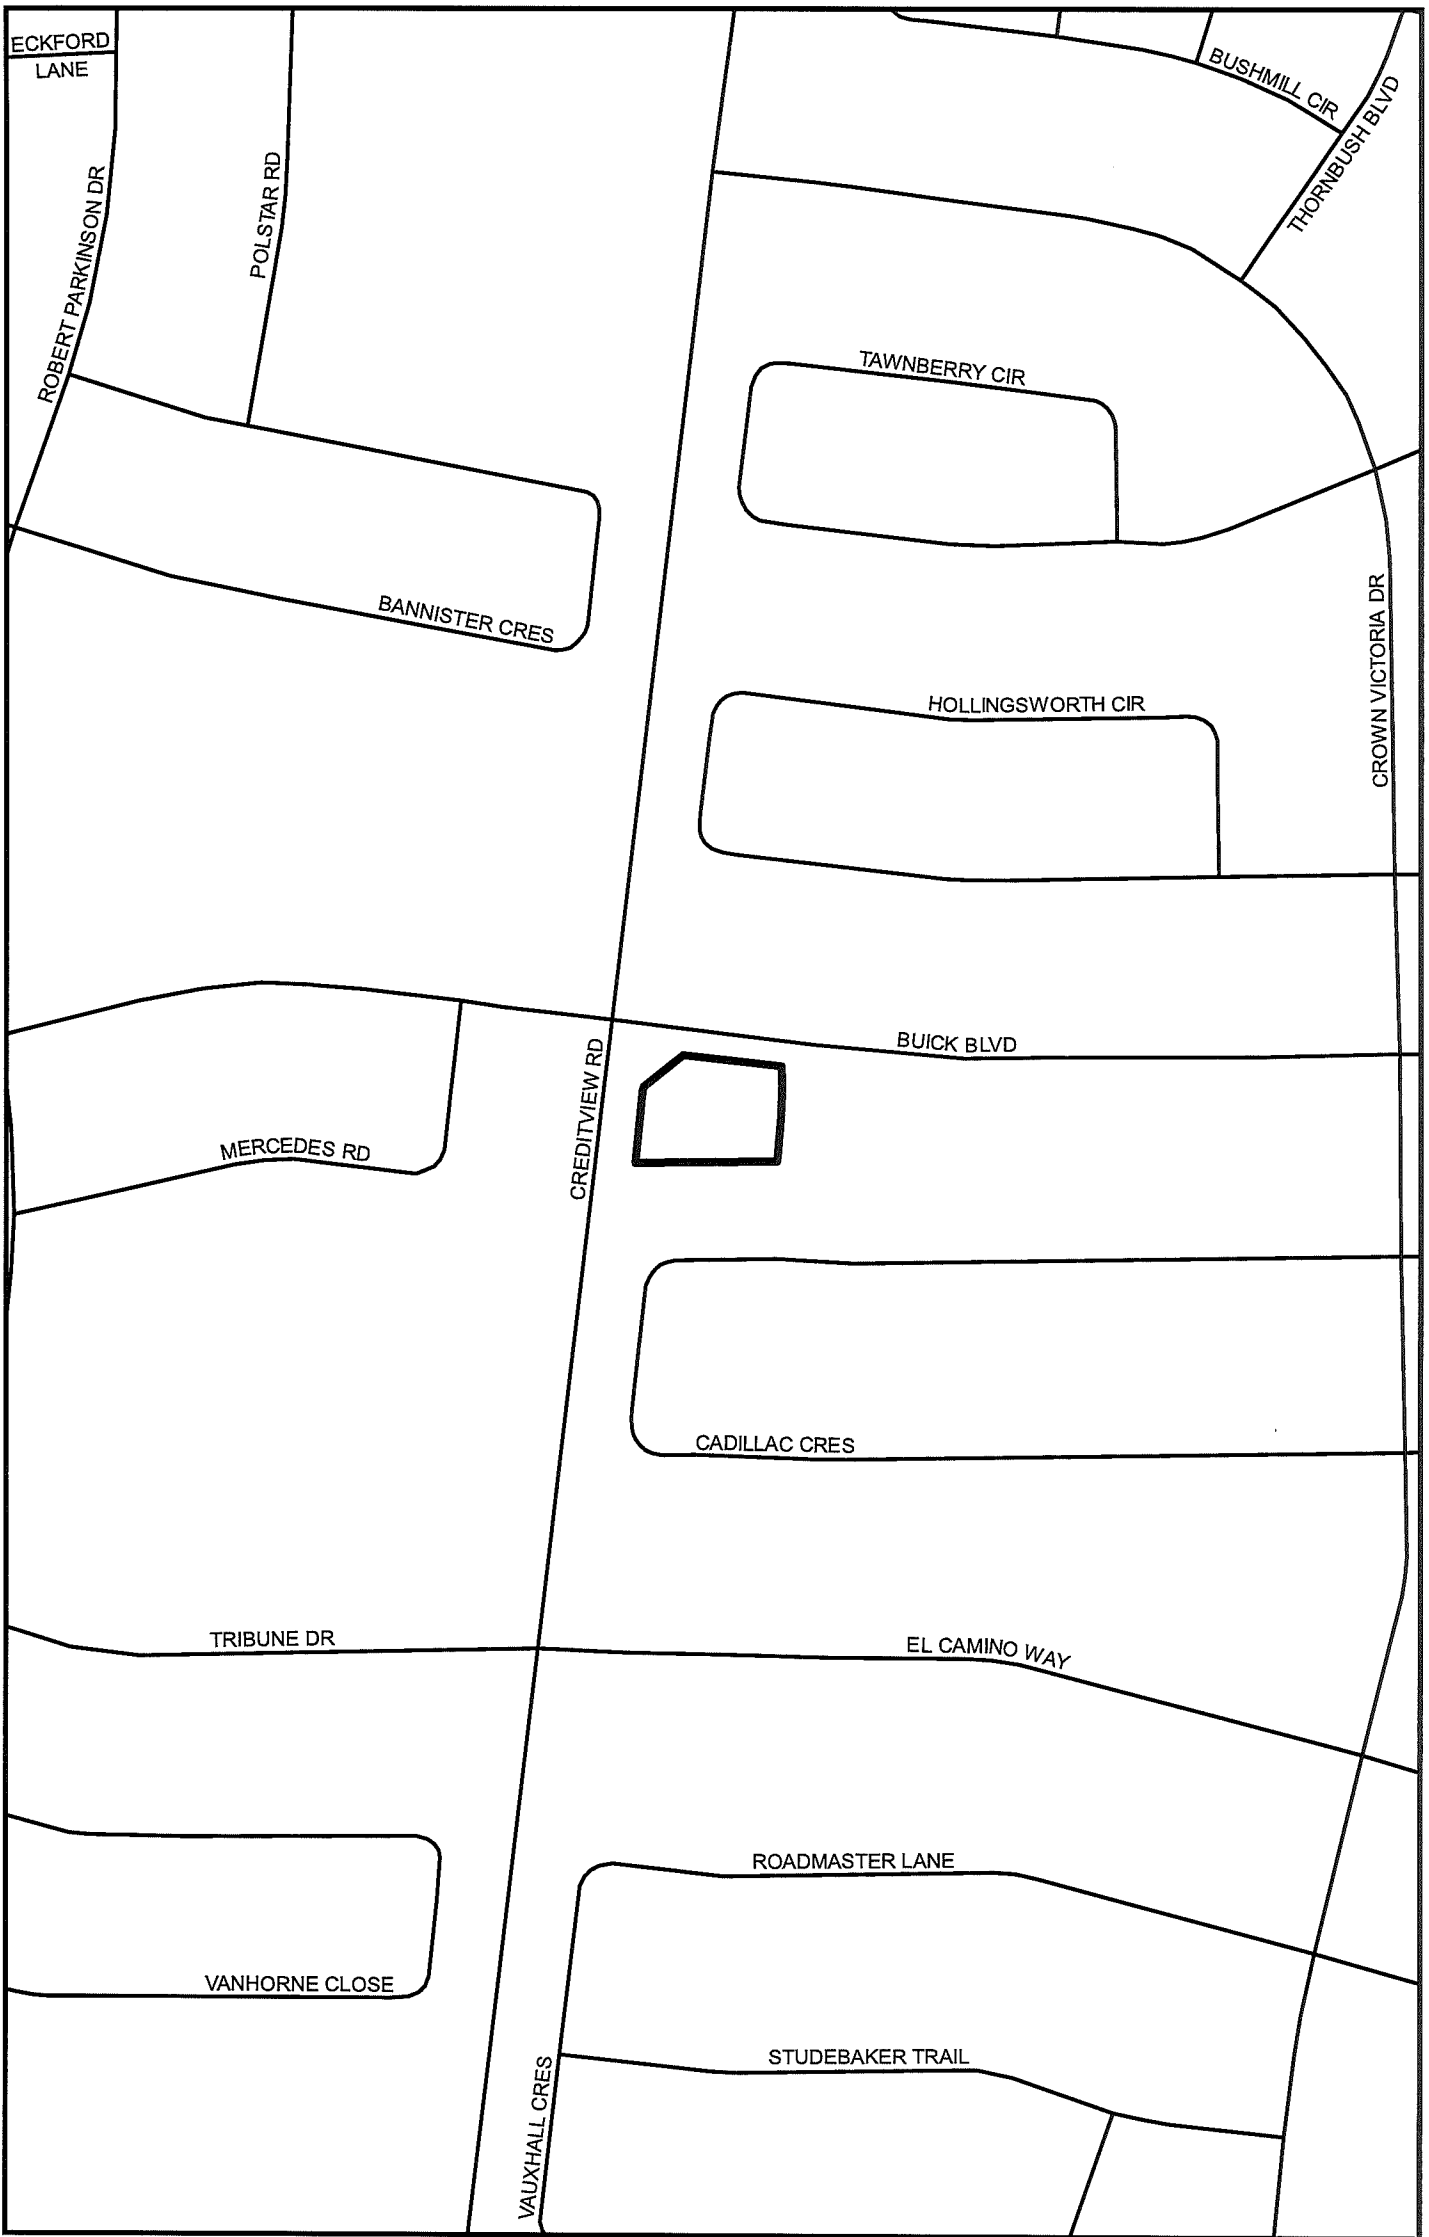 ECKFORD
LANE
BUSHMILL CIR
THORNBUSH BLVD
ROBERT PARKINSON DR
POLSTAR RD
TAWNBERRY CIR
BANNISTER CRES
CROWN VICTORIA DR
HOLLINGSWORTH CIR
BUICK BLVD
CREDITVIEW RD
MERCEDES RD
CADILLAC CRES
TRIBUNE DR
EL CAMINO WAY
ROADMASTER LANE
VANHORNE CLOSE
STUDEBAKER TRAIL
VAUXHALL CRES